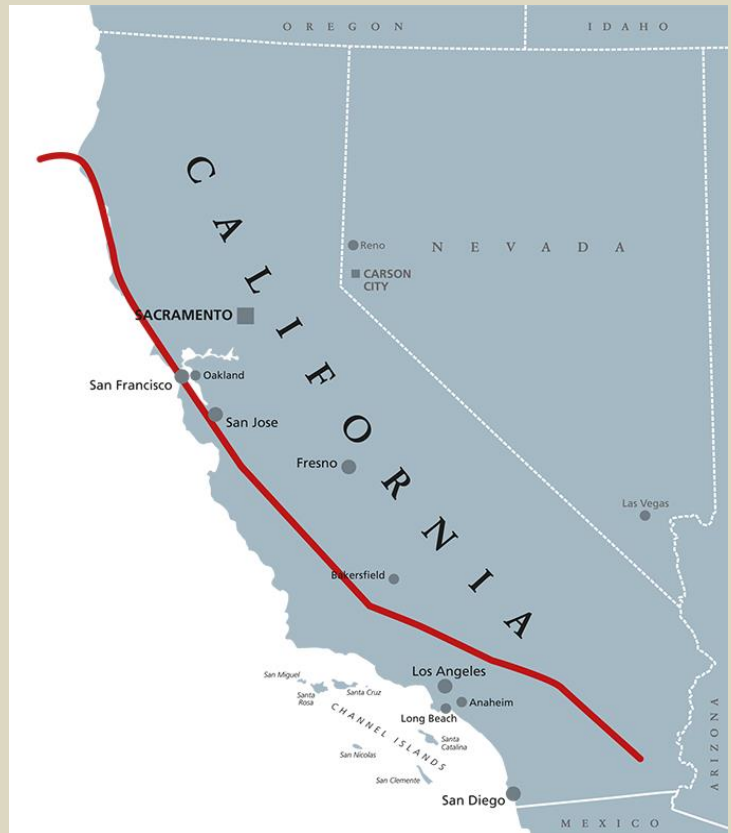 OREGON
IDAHO
CALIFORNIA
Reno
NEVADA
CARSON
CITY
SACRAMENTO
San Francisco
Oakland
San Jose
Fresno
Las Vegas
Bakersfield
Los Angeles
San Miguel
Santa
Rosa
Santa Cruz
Anaheim
Long Beach
CHANNEL ISLANDS
Santa
Catalina
San Nicolas
San Clemente
San Diego
ARIZONA
MEXICO